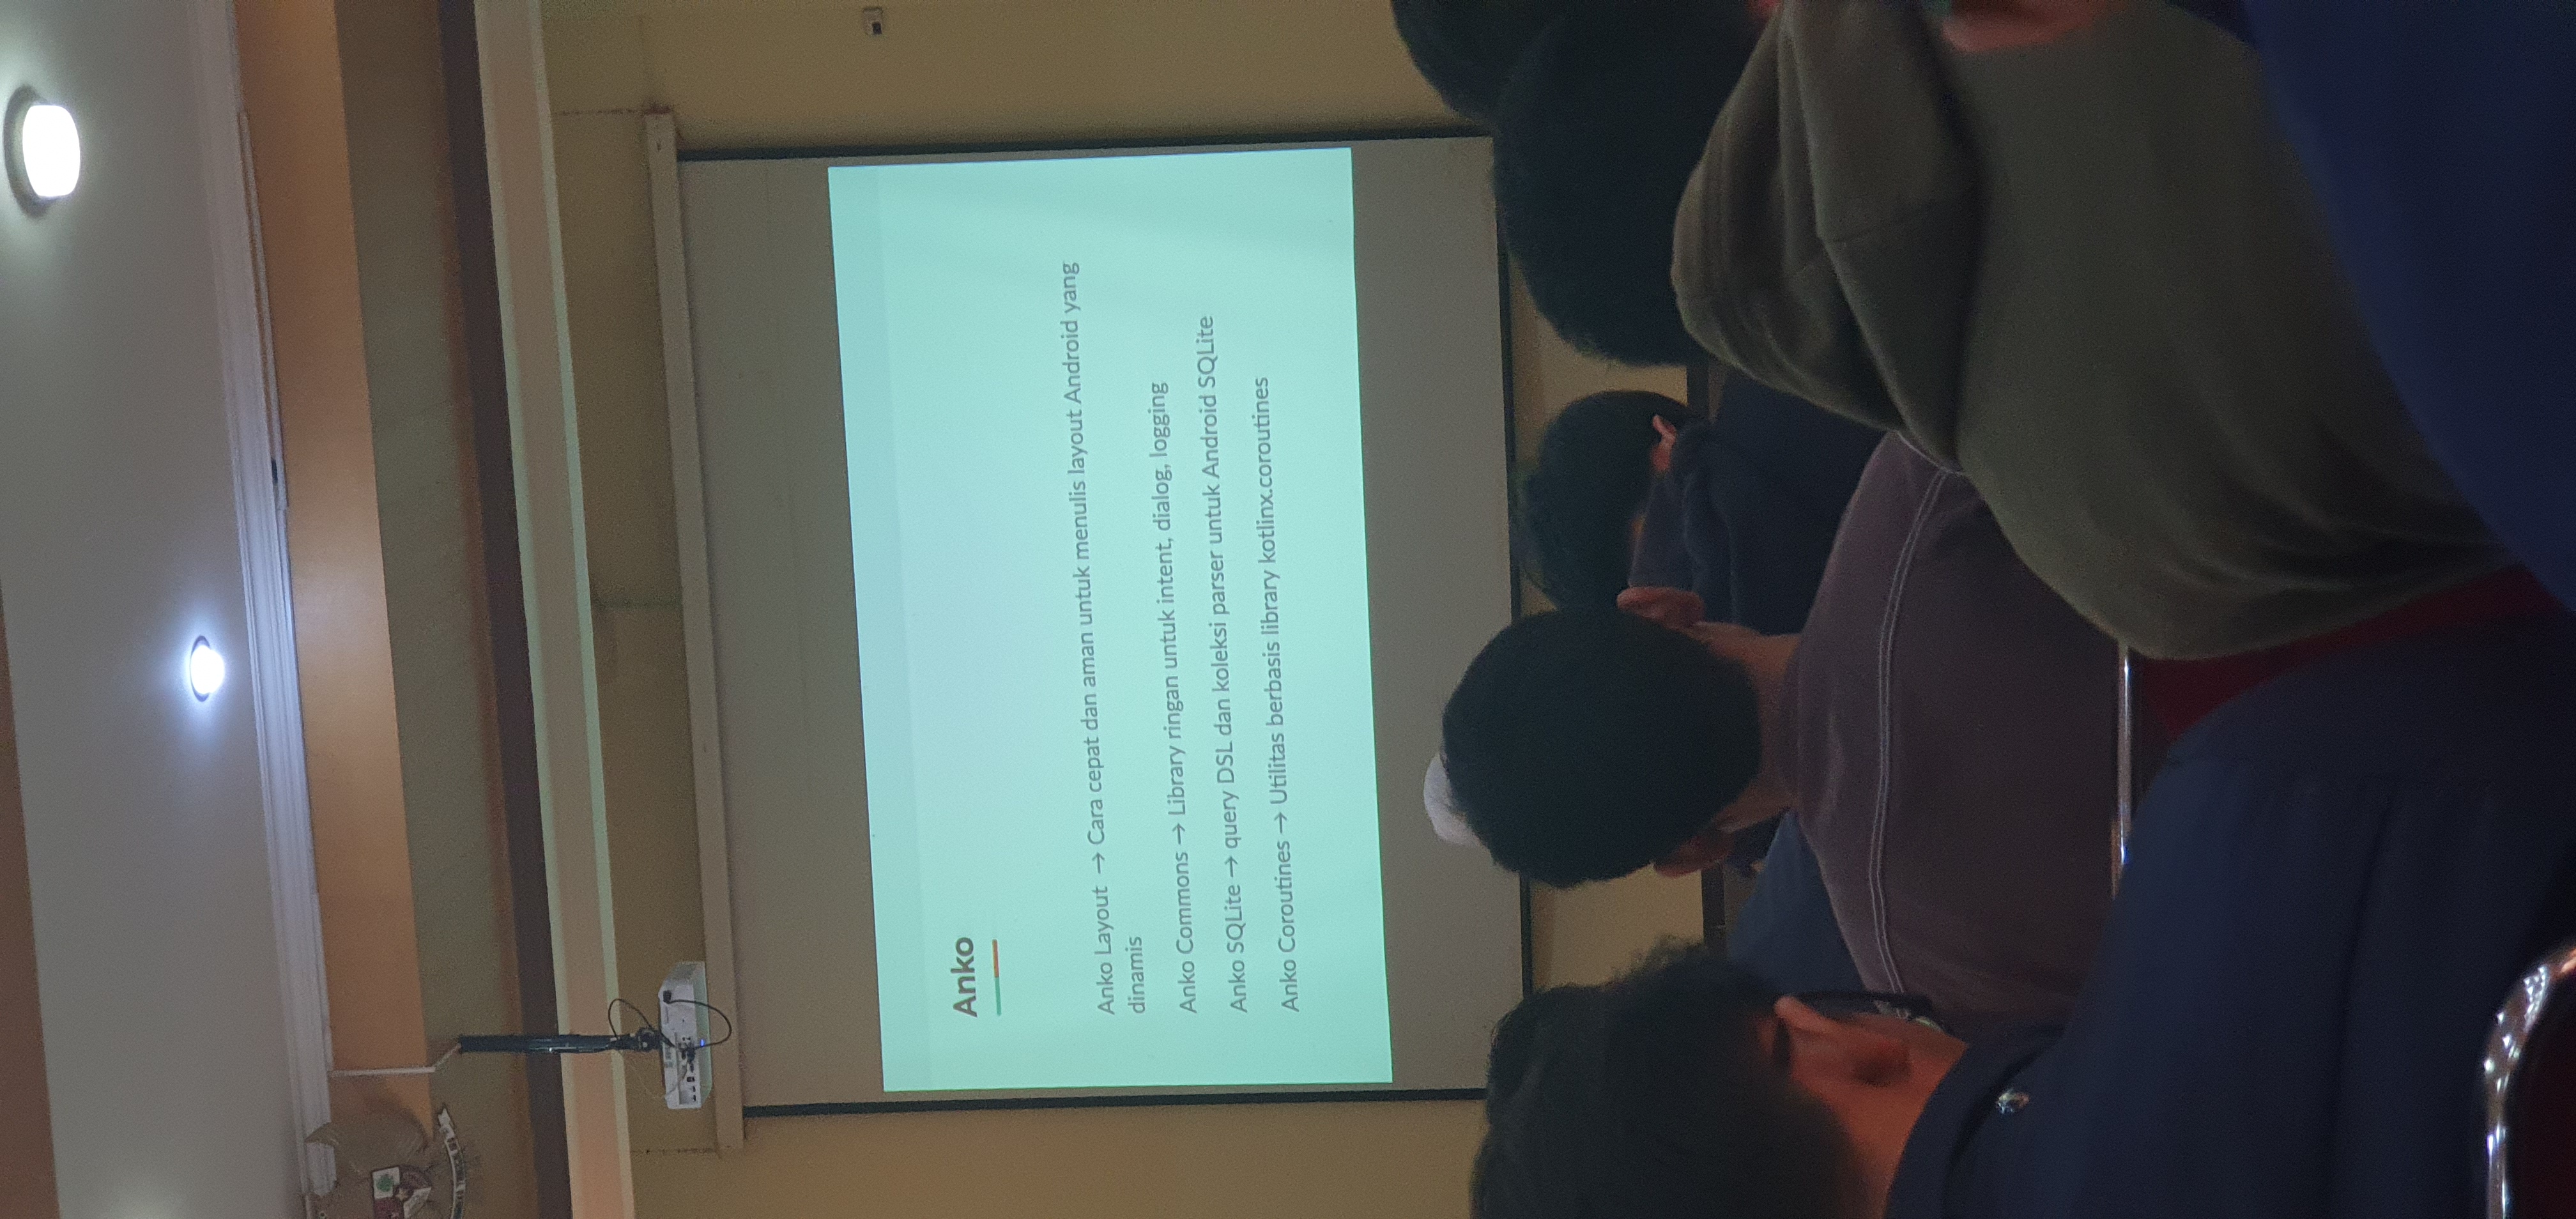 Anko
Anko Layout → Cara cepat dan aman untuk menulis layout Android yang
dinamis
Anko Commons → Library ringan untuk intent, dialog, logging
Anko SQLite → query DSL dan koleksi parser untuk Android SQLite
Anko Coroutines → Utilitas berbasis library kotlinx.coroutines